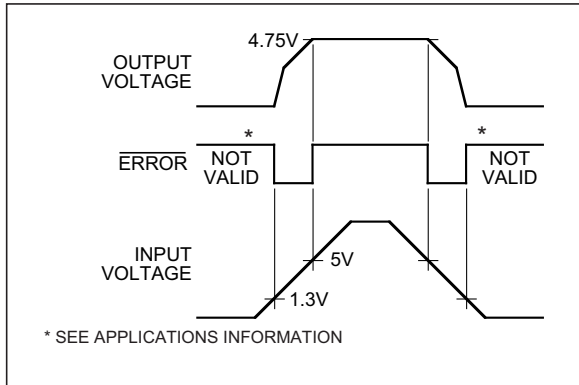 4.75V
OUTPUT
VOLTAGE
*
*
ERROR
NOT
VALID
NOT
VALID
INPUT
VOLTAGE
5V
1.3V
* SEE APPLICATIONS INFORMATION